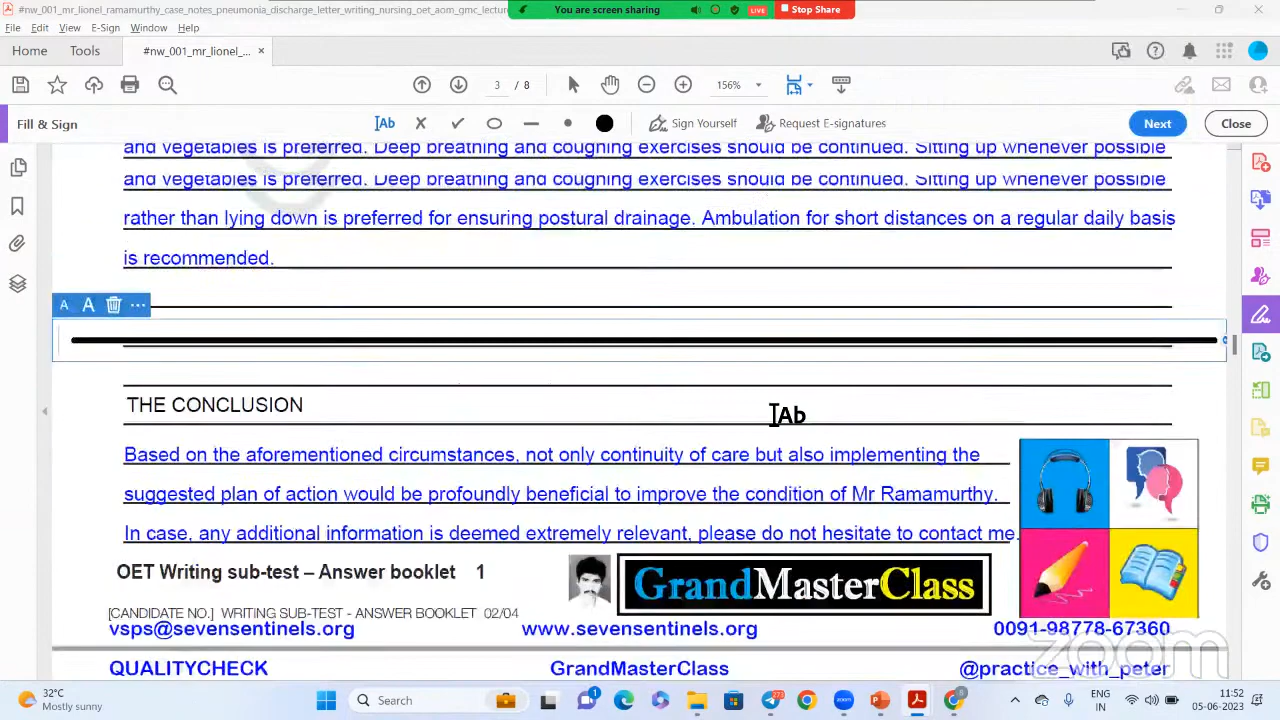 #nw_001_mr_lionel_ramamurthy_case_notes_pneumonia_discharge_letter_writing_nursing_oet_aom_gmc_lecture
You are screen sharing
LIVE
Stop Share
File Edit View E-Sign Window Help
Home Tools #nw_001_mr_lionel_... ×
3 / 8 156%
Fill & Sign
Ab
Sign Yourself
Request E-signatures
Next
Close
and vegetables is preferred. Deep breathing and coughing exercises should be continued. Sitting up whenever possible
and vegetables is preferred. Deep breathing and coughing exercises should be continued. Sitting up whenever possible
rather than lying down is preferred for ensuring postural drainage. Ambulation for short distances on a regular daily basis
is recommended.
A A
THE CONCLUSION
Ab
Based on the aforementioned circumstances, not only continuity of care but also implementing the
suggested plan of action would be profoundly beneficial to improve the condition of Mr Ramamurthy.
In case, any additional information is deemed extremely relevant, please do not hesitate to contact me.
OET Writing sub-test – Answer booklet 1
GrandMasterClass
[CANDIDATE NO.] WRITING SUB-TEST - ANSWER BOOKLET 02/04
vsps@sevensentinels.org www.sevensentinels.org 0091-98778-67360
zoom
QUALITYCHECK GrandMasterClass @practice_with_peter
32°C
Mostly sunny
Search
1
273
ENG
IN
11:52
05-06-2023